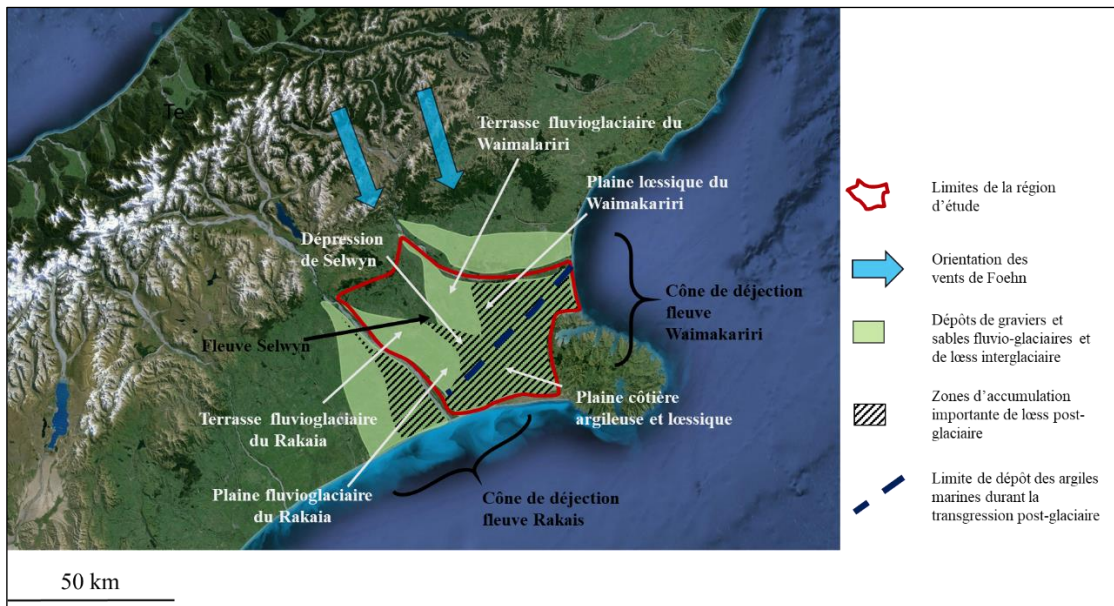 Te
Terrasse fluvioglaciaire du
Waimalariri
Plaine lœssique du
Waimakariri
Dépression
de Selwyn
Cône de déjection
fleuve
Waimakariri
Fleuve Selwyn
Terrasse fluvioglaciaire
du Rakaia
Plaine côtière
argileuse et lœssique
Plaine fluvioglaciaire
du Rakaia
Cône de déjection
fleuve Rakais
Limites de la région
d’étude
Orientation des
vents de Foehn
Dépôts de graviers et
sables fluvio-glaciaires et
de lœss interglaciaire
Zones d’accumulation
importante de lœss post-
glaciaire
Limite de dépôt des argiles
marines durant la
transgression post-glaciaire
50 km